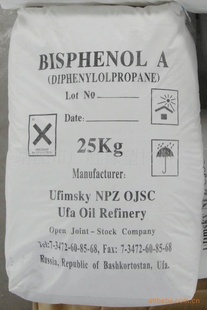 BISPHENOL A
(DIPHENYLOLPROPANE)
Lot No
Date:
25Kg
Manufacturer:
Ufimsky NPZ OJSC
Ufa Oil Refinery
Open Joint - Stock Company
Tel: 7-3472-60-85-68, Fax: 7-3472-60-85-68
Russia, Republic of Bashkortostan, Ufa.
Ufimsky